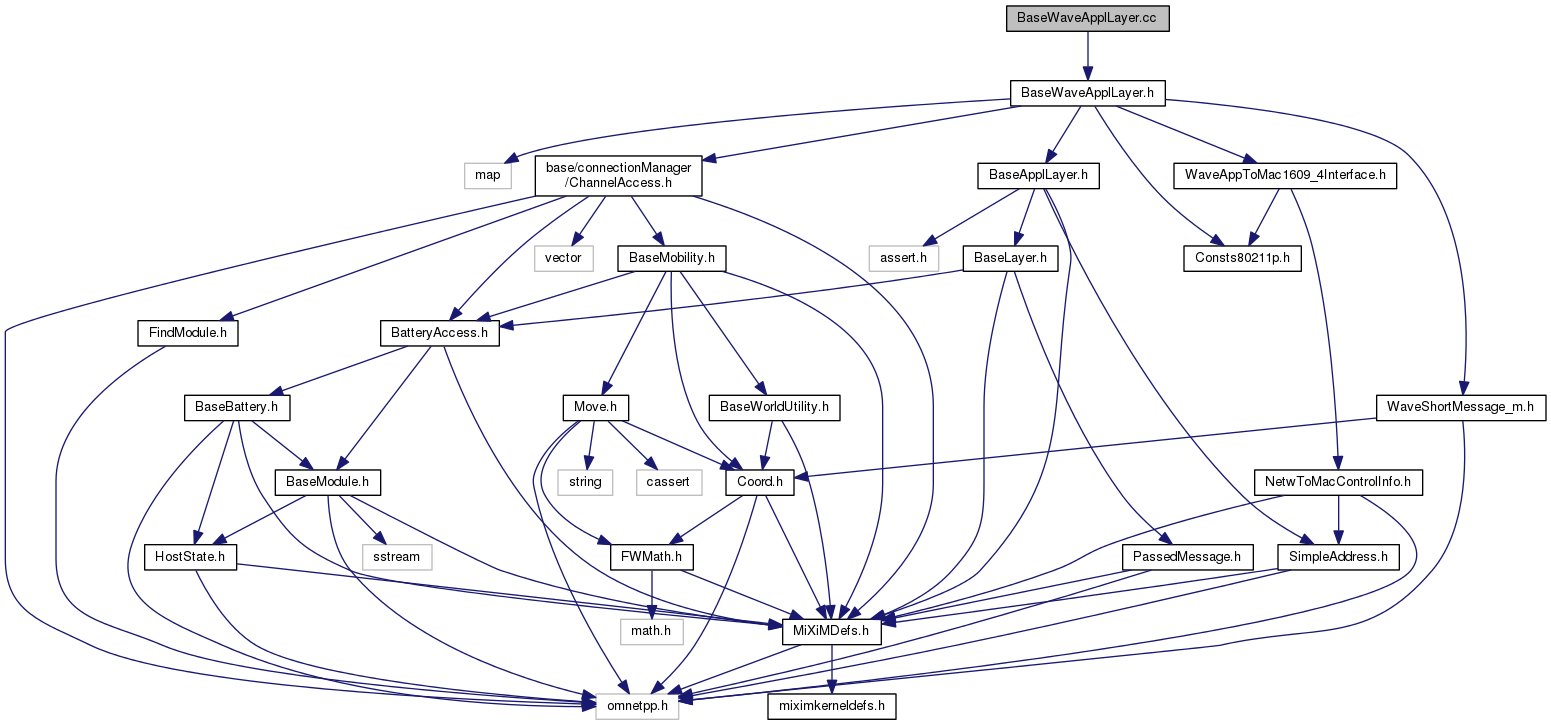 BaseWaveApplLayer.cc
BaseWaveApplLayer.h
map
base/connectionManager
/ChannelAccess.h
BaseApplLayer.h
WaveAppToMac1609_4Interface.h
vector
BaseMobility.h
assert.h
BaseLayer.h
Consts80211p.h
FindModule.h
BatteryAccess.h
BaseBattery.h
Move.h
BaseWorldUtility.h
WaveShortMessage_m.h
BaseModule.h
string
cassert
Coord.h
NetwToMacControlInfo.h
HostState.h
sstream
FWMath.h
PassedMessage.h
SimpleAddress.h
math.h
MiXiMDefs.h
omnetpp.h
miximkerneldefs.h